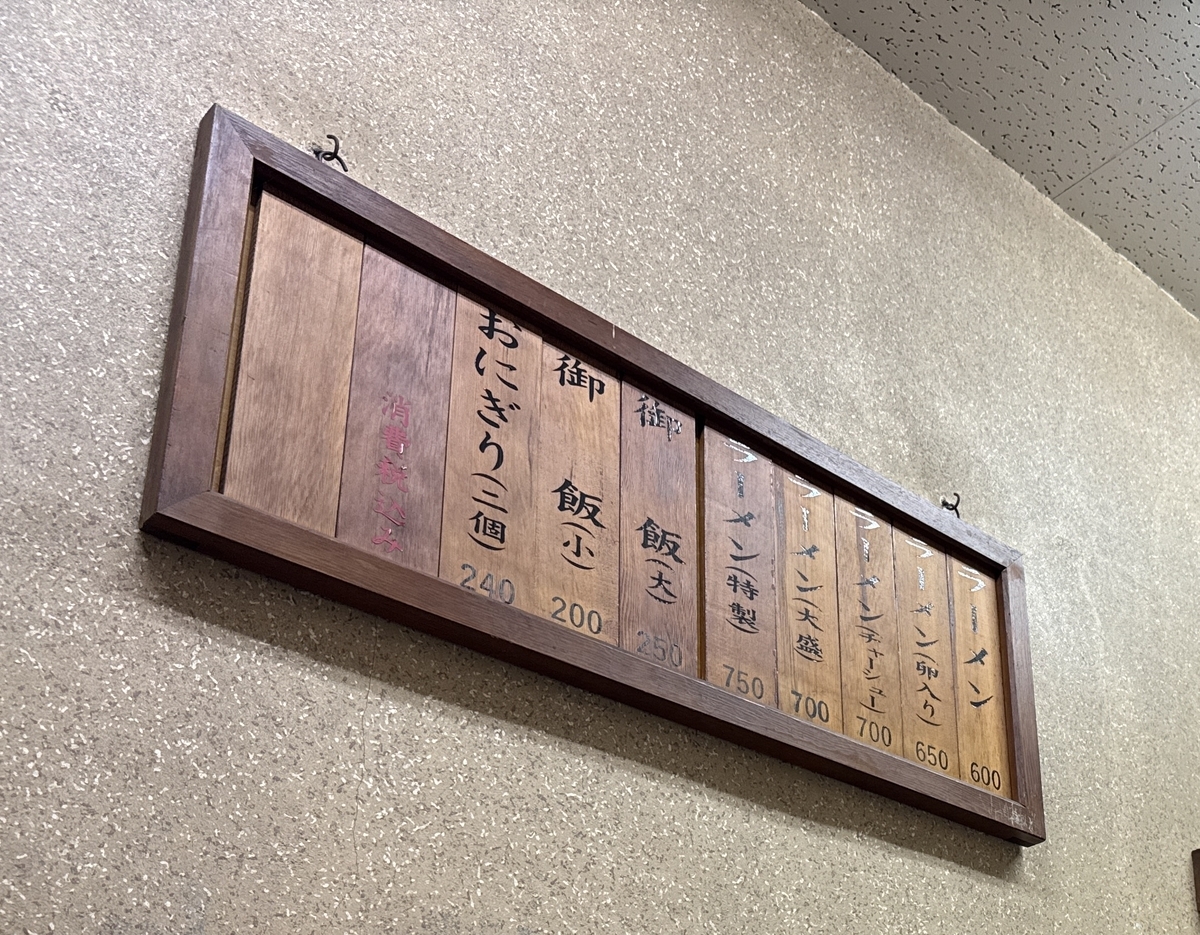 ラーメン 600
ラーメン(卵入り) 650
ラーメン(チャーシュー) 700
ラーメン(大盛) 700
ラーメン(特製) 750
御飯(大) 250
御飯(小) 200
おにぎり(二個) 240
消費税込み